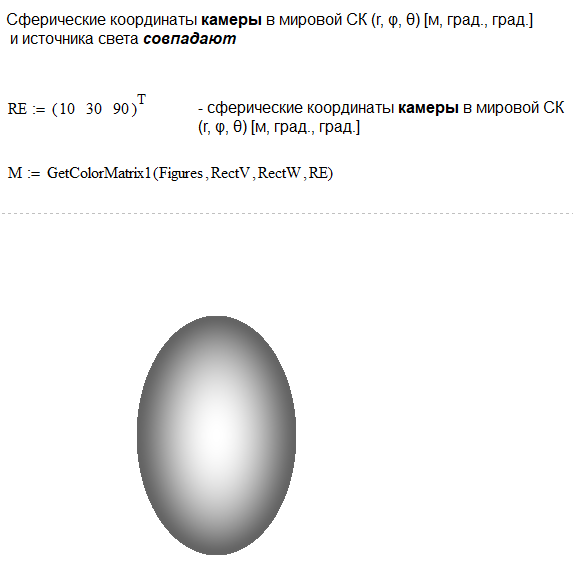 Сферические координаты камеры в мировой СК (r, φ, θ) [м, град., град.]
и источника света совпадают
RE := (10 30 90)^T - сферические координаты камеры в мировой СК
(r, φ, θ) [м, град., град.]
M := GetColorMatrix1(Figures, RectV, RectW, RE)